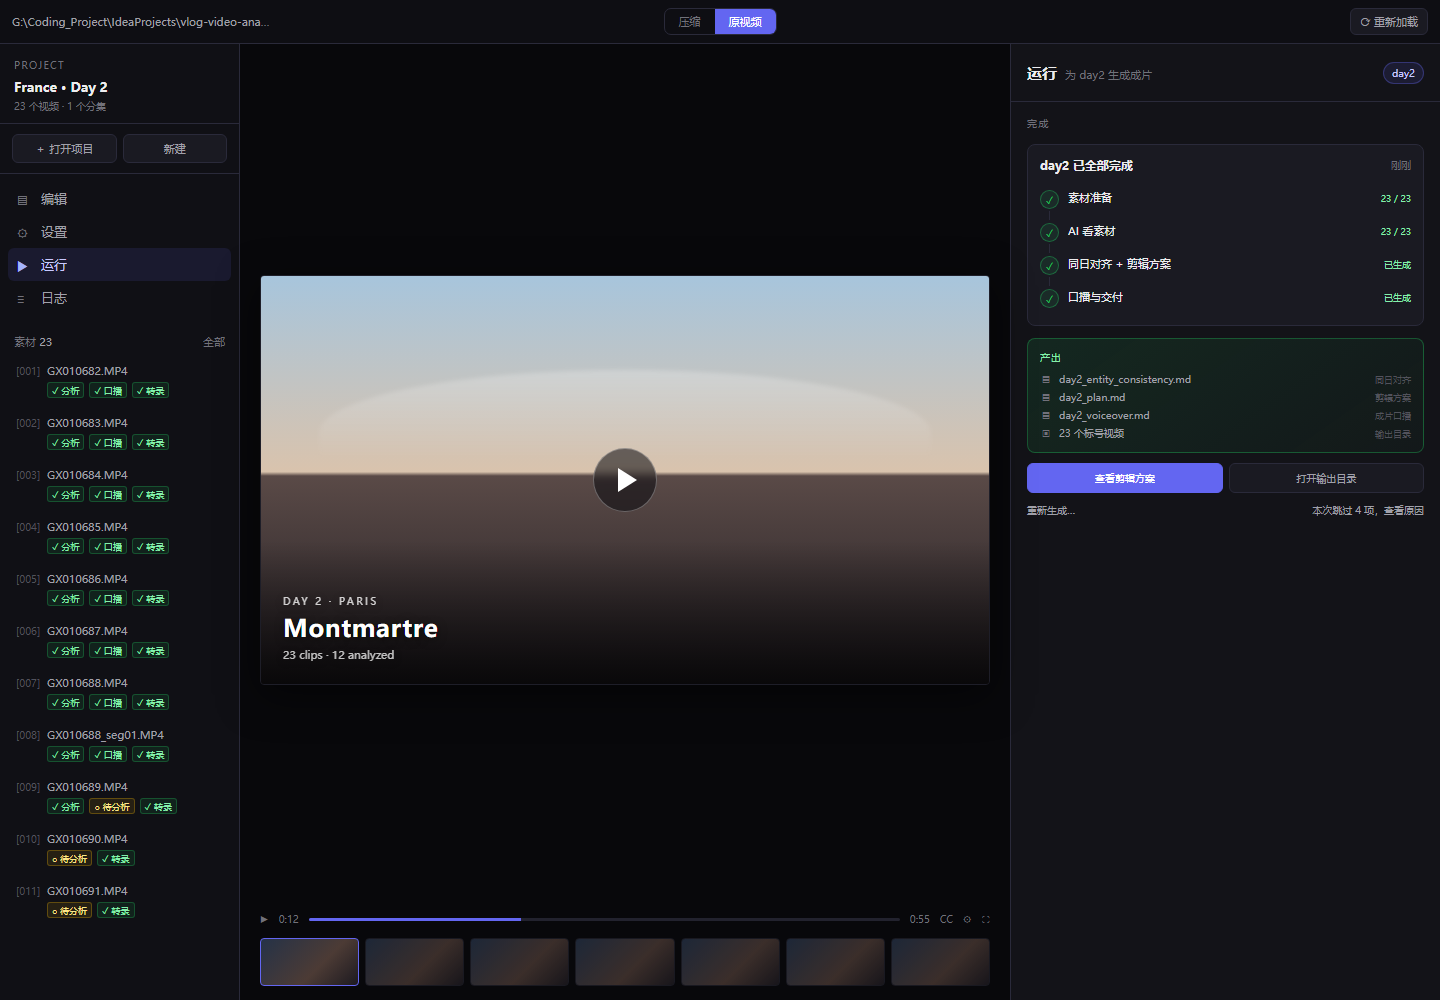 G:\Coding_Project\IdeaProjects\vlog-video-ana...
压缩
原视频
重新加载
PROJECT
France • Day 2
23 个视频 · 1 个分集
+ 打开项目
新建
编辑
设置
运行
日志
素材 23
全部
[001] GX010682.MP4
✓ 分析 ✓ 口播 ✓ 转录
[002] GX010683.MP4
✓ 分析 ✓ 口播 ✓ 转录
[003] GX010684.MP4
✓ 分析 ✓ 口播 ✓ 转录
[004] GX010685.MP4
✓ 分析 ✓ 口播 ✓ 转录
[005] GX010686.MP4
✓ 分析 ✓ 口播 ✓ 转录
[006] GX010687.MP4
✓ 分析 ✓ 口播 ✓ 转录
[007] GX010688.MP4
✓ 分析 ✓ 口播 ✓ 转录
[008] GX010688_seg01.MP4
✓ 分析 ✓ 口播 ✓ 转录
[009] GX010689.MP4
✓ 分析 待分析 ✓ 转录
[010] GX010690.MP4
待分析 ✓ 转录
[011] GX010691.MP4
待分析 ✓ 转录
DAY 2 · PARIS
Montmartre
23 clips · 12 analyzed
0:12
0:55
CC
运行 为 day2 生成成片
day2
完成
day2 已全部完成
刚刚
素材准备
23 / 23
AI 看素材
23 / 23
同日对齐 + 剪辑方案
已生成
口播与交付
已生成
产出
day2_entity_consistency.md
同日对齐
day2_plan.md
剪辑方案
day2_voiceover.md
成片口播
23 个标号视频
输出目录
查看剪辑方案
打开输出目录
重新生成...
本次跳过 4 项，查看原因